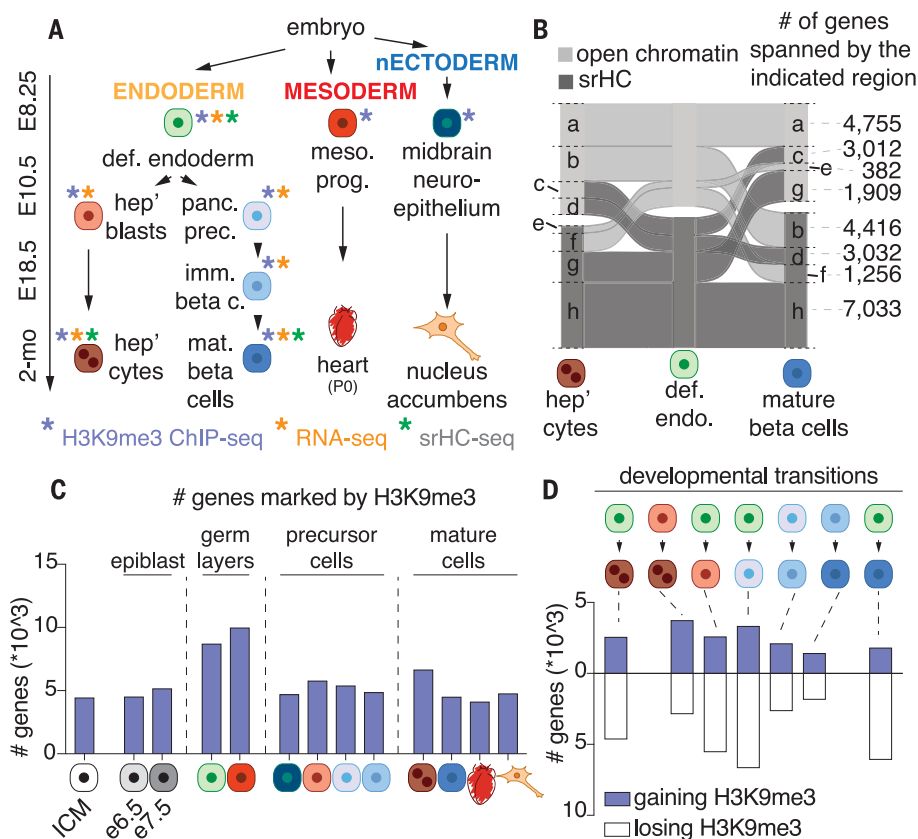 A
embryo
nECTODERM
ENDODERM
MESODERM
E8.25
E10.5
E18.5
2-mo
* * *
*
*
def. endoderm
meso.
prog.
midbrain
neuro-
epithelium
* *
hep'
blasts
panc.
prec.
* *
imm.
beta c.
* *
* * *
hep'
cytes
mat.
beta
cells
* * *
heart
(P0)
nucleus
accumbens
* H3K9me3 ChIP-seq
* RNA-seq
* srHC-seq
B
open chromatin
srHC
# of genes
spanned by the
indicated region
a
b
c
d
e
f
g
h
a
c
e
g
b
d
f
h
4,755
3,012
382
1,909
4,416
3,032
1,256
7,033
hep'
cytes
def.
endo.
mature
beta cells
C
# genes marked by H3K9me3
epiblast
germ
layers
precursor
cells
mature
cells
# genes (*10^3)
15
10
5
0
ICM
e6.5
e7.5
D
developmental transitions
# genes (*10^3)
5
0
5
10
gaining H3K9me3
losing H3K9me3